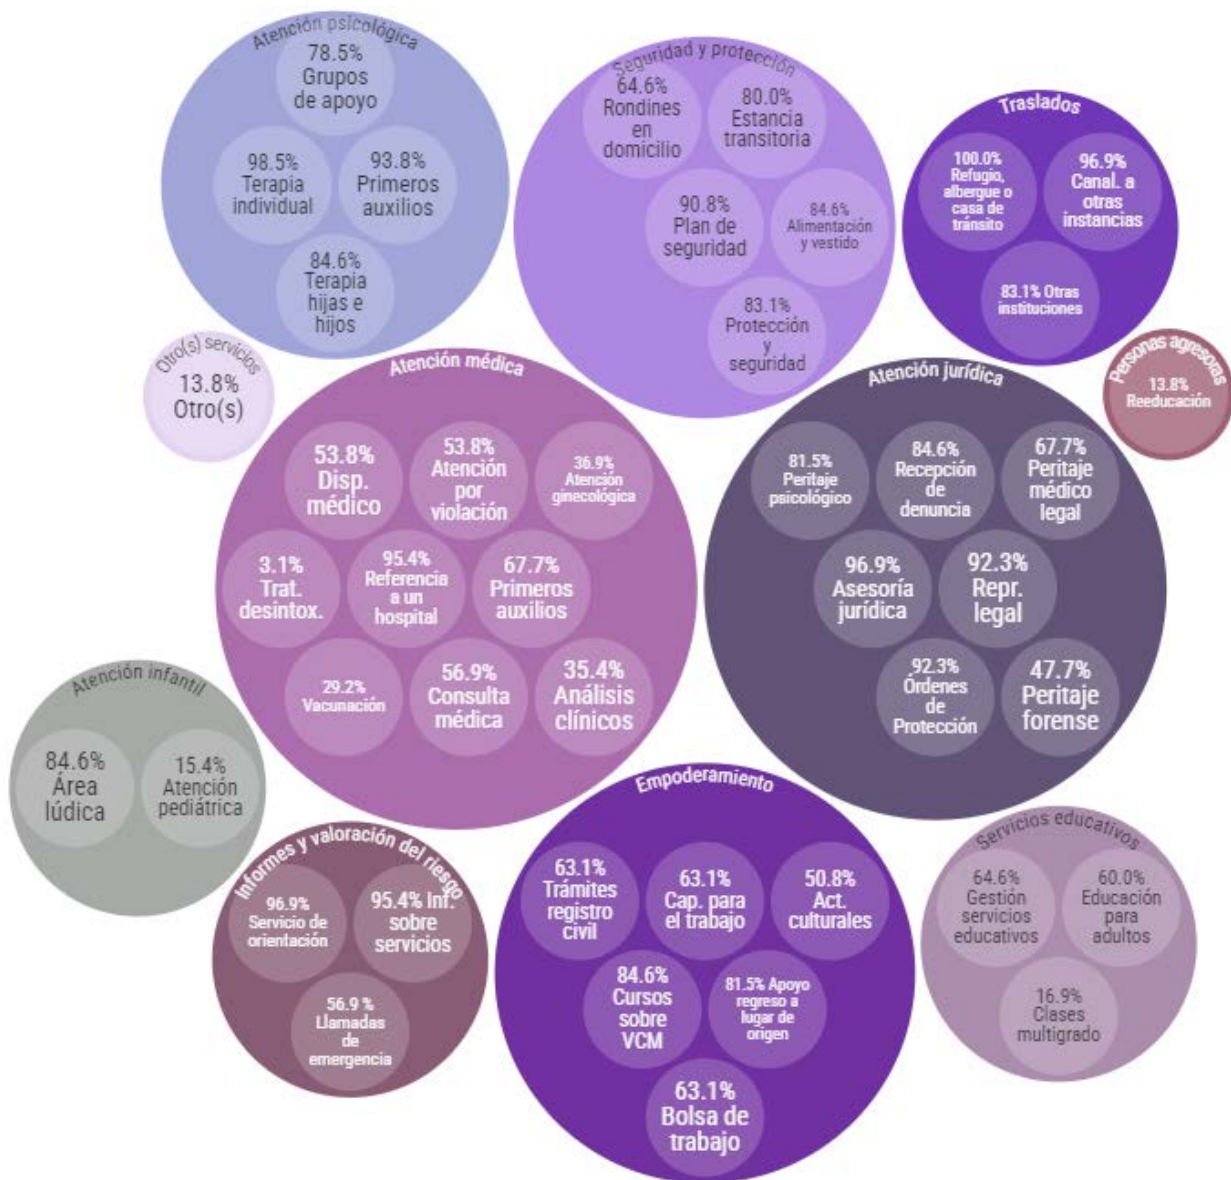 Atención psicológica
78.5%
Grupos
de apoyo
98.5%
Terapia
individual
93.8%
Primeros
auxilios
84.6%
Terapia
hijas e
hijos
Seguridad y protección
64.6%
Rondines
en
domicilio
80.0%
Estancia
transitoria
90.8%
Plan de
seguridad
84.6%
Alimentación
y vestido
83.1%
Protección
y
seguridad
Traslados
100.0%
Refugio,
albergue o
casa de
tránsito
96.9%
Canal. a
otras
instancias
83.1% Otras
instituciones
Otro(s) servicios
13.8%
Otro(s)
Atención médica
53.8%
Disp.
médico
53.8%
Atención
por
violación
36.9%
Atención
ginecológica
3.1%
Trat.
desintox.
95.4%
Referencia
a un
hospital
67.7%
Primeros
auxilios
29.2%
Vacunación
56.9%
Consulta
médica
35.4%
Análisis
clínicos
Atención jurídica
81.5%
Peritaje
psicológico
84.6%
Recepción
de
denuncia
67.7%
Peritaje
médico
legal
96.9%
Asesoría
jurídica
92.3%
Repr.
legal
92.3%
Órdenes
de
Protección
47.7%
Peritaje
forense
Personas agresoras
13.8%
Reeducación
Atención infantil
84.6%
Área
lúdica
15.4%
Atención
pediátrica
Informes y valoración del riesgo
96.9%
Servicio de
orientación
95.4% Inf.
sobre
servicios
56.9 %
Llamadas
de
emergencia
Empoderamiento
63.1%
Trámites
registro
civil
63.1%
Cap. para
el trabajo
50.8%
Act.
culturales
84.6%
Cursos
sobre
VCM
81.5% Apoyo
regreso a
lugar de
origen
63.1%
Bolsa de
trabajo
Servicios educativos
64.6%
Gestión
servicios
educativos
60.0%
Educación
para
adultos
16.9%
Clases
multigrado